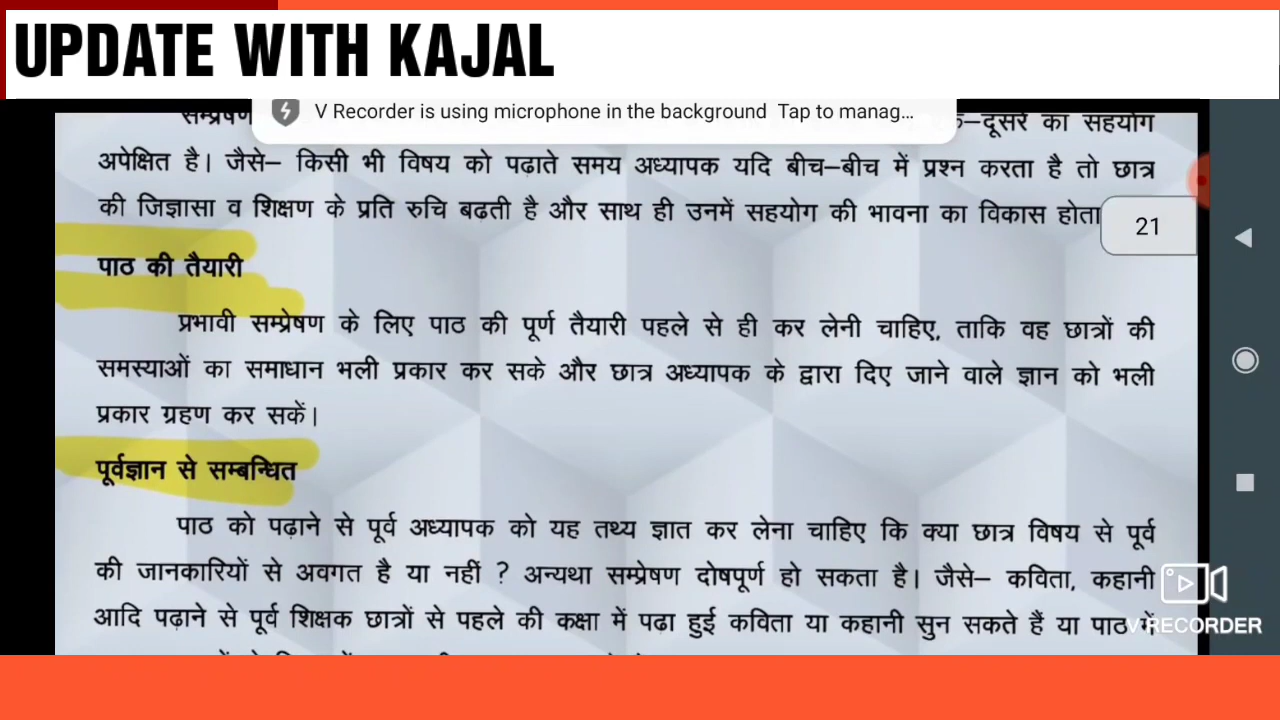 UPDATE WITH KAJAL
V Recorder is using microphone in the background Tap to manag...
सम्प्रेषण
–दूसरे का सहयोग
अपेक्षित है। जैसे– किसी भी विषय को पढ़ाते समय अध्यापक यदि बीच–बीच में प्रश्न करता है तो छात्र
की जिज्ञासा व शिक्षण के प्रति रुचि बढती है और साथ ही उनमें सहयोग की भावना का विकास होता
21
पाठ की तैयारी
प्रभावी सम्प्रेषण के लिए पाठ की पूर्ण तैयारी पहले से ही कर लेनी चाहिए, ताकि वह छात्रों की
समस्याओं का समाधान भली प्रकार कर सके और छात्र अध्यापक के द्वारा दिए जाने वाले ज्ञान को भली
प्रकार ग्रहण कर सकें।
पूर्वज्ञान से सम्बन्धित
पाठ को पढ़ाने से पूर्व अध्यापक को यह तथ्य ज्ञात कर लेना चाहिए कि क्या छात्र विषय से पूर्व
की जानकारियों से अवगत है या नहीं ? अन्यथा सम्प्रेषण दोषपूर्ण हो सकता है। जैसे– कविता, कहानी
आदि पढ़ाने से पूर्व शिक्षक छात्रों से पहले की कक्षा में पढा हुई कविता या कहानी सुन सकते हैं या पाठ में
V RECORDER